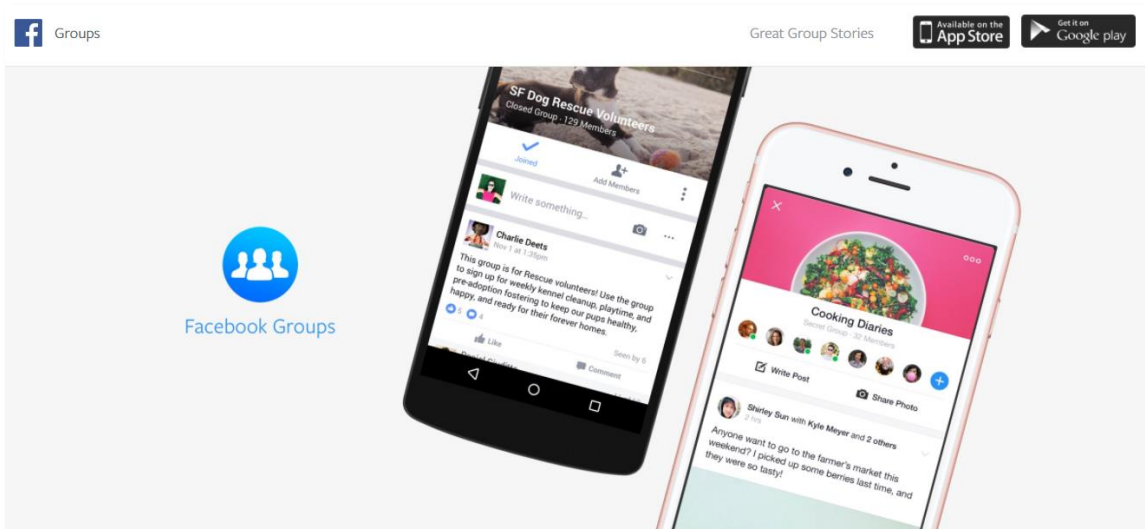 Groups
Great Group Stories
Available on the
App Store
Get it on
Google play
Facebook Groups
SF Dog Rescue Volunteers
Closed Group · 129 Members
Joined
Add Members
Write something...
Charlie Deets
Nov 1 at 1:35pm
This group is for Rescue volunteers! Use the group
to sign up for weekly kennel cleanup, playtime, and
pre-adoption fostering to keep our pups healthy,
happy, and ready for their forever homes.
5 4
Seen by 6
Like
Comment
Cooking Diaries
Secret Group · 32 Members
Write Post
Share Photo
Shirley Sun with Kyle Meyer and 2 others
2 hrs
Anyone want to go to the farmer's market this
weekend? I picked up some berries last time, and
they were so tasty!